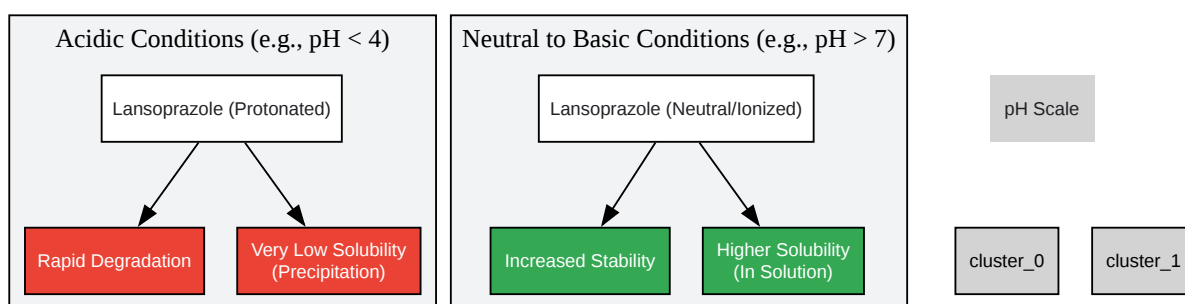 Acidic Conditions (e.g., pH < 4)
Lansoprazole (Protonated)
Rapid Degradation
Very Low Solubility
(Precipitation)
Neutral to Basic Conditions (e.g., pH > 7)
Lansoprazole (Neutral/Ionized)
Increased Stability
Higher Solubility
(In Solution)
pH Scale
cluster_0
cluster_1